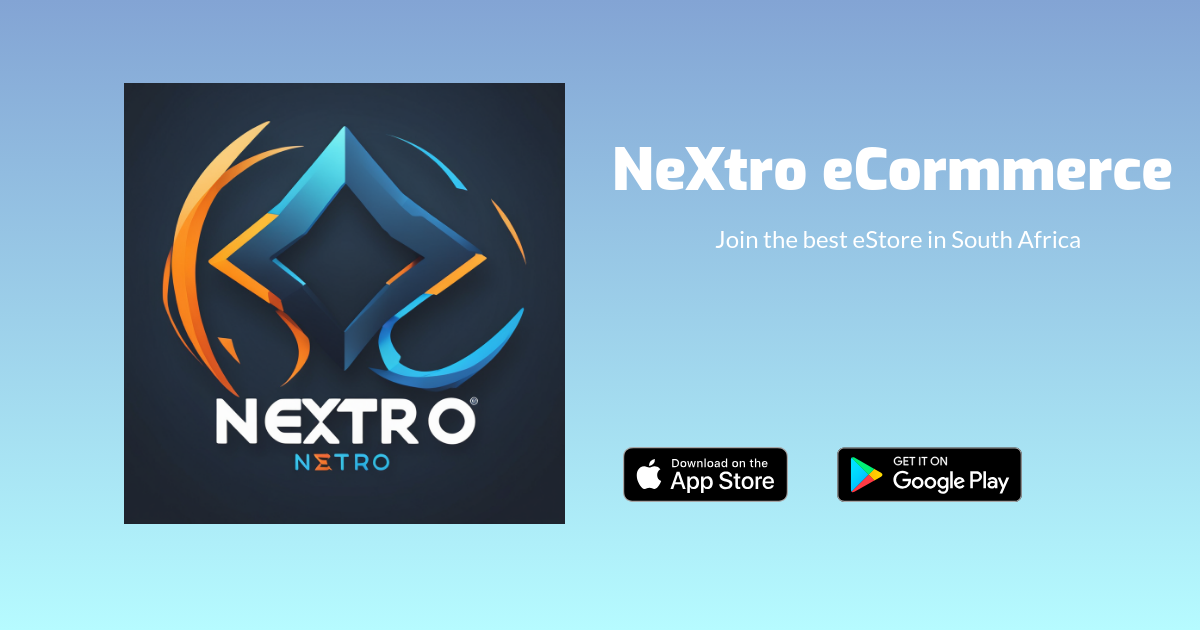 NEXTRO®
NΣTRO
NeXtro eCormmerce
Join the best eStore in South Africa
Download on the
App Store
GET IT ON
Google Play